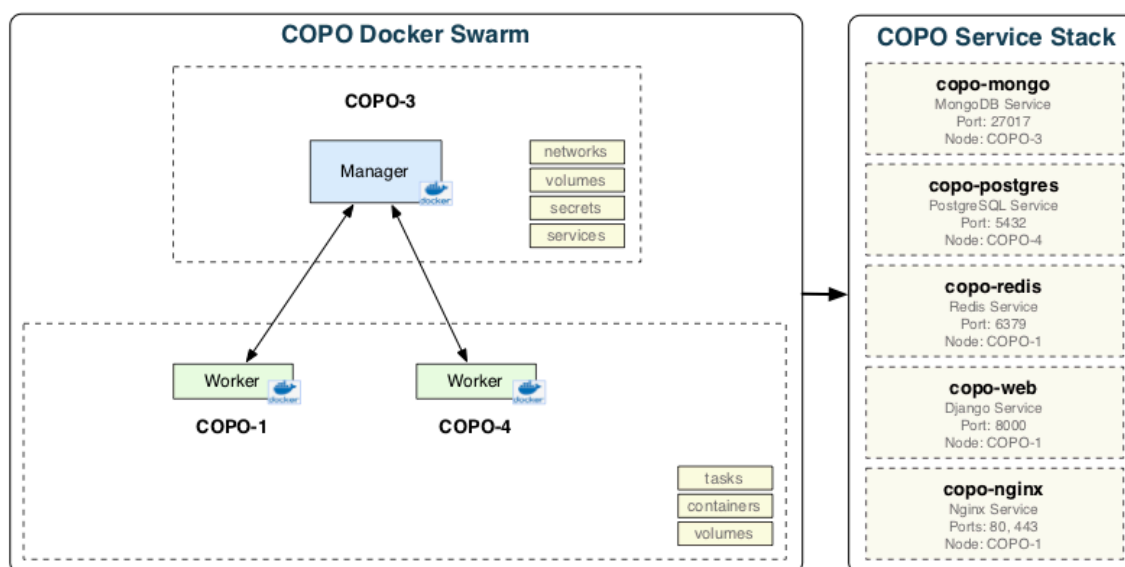 COPO Docker Swarm
COPO-3
Manager
docker
networks
volumes
secrets
services
Worker
docker
COPO-1
Worker
docker
COPO-4
tasks
containers
volumes
COPO Service Stack
copo-mongo
MongoDB Service
Port: 27017
Node: COPO-3
copo-postgres
PostgreSQL Service
Port: 5432
Node: COPO-4
copo-redis
Redis Service
Port: 6379
Node: COPO-1
copo-web
Django Service
Port: 8000
Node: COPO-1
copo-nginx
Nginx Service
Ports: 80, 443
Node: COPO-1